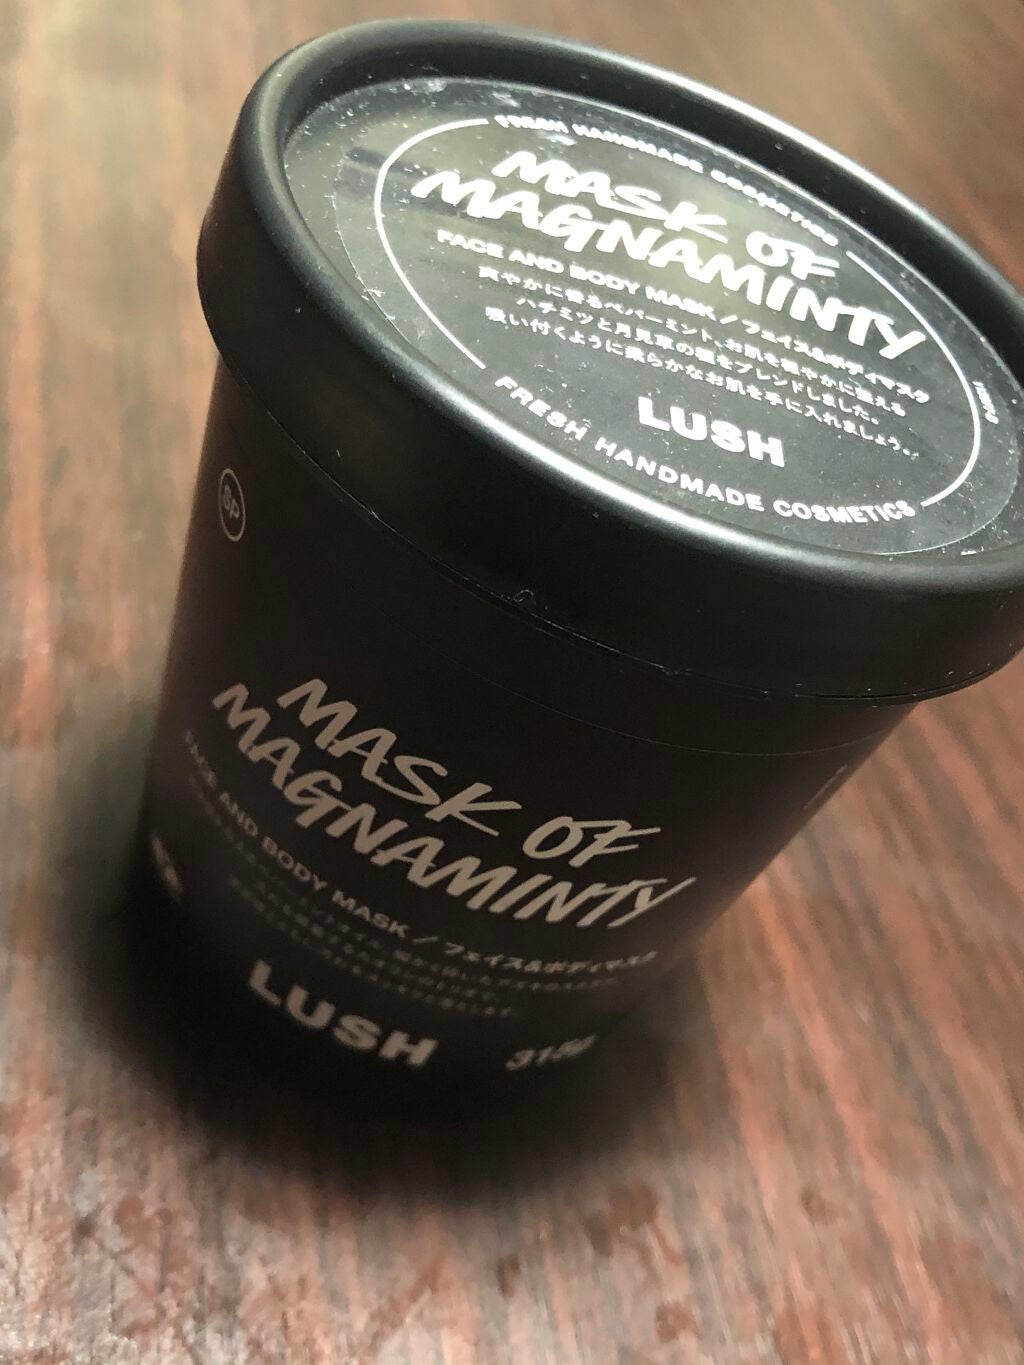 FRESH HANDMADE COSMETICS
MASK OF
MAGNAMINTY
FACE AND BODY MASK / フェイス&ボディマスク
爽やかに香るペパーミント、お肌を穏やかに整える
ハチミツと月見草の種をブレンドしました。
吸い付くように柔らかなお肌を手に入れましょう。
LUSH
FRESH HANDMADE COSMETICS
SP
MASK OF
MAGNAMINTY
FACE AND BODY MASK / フェイス&ボディマスク
LUSH
315g